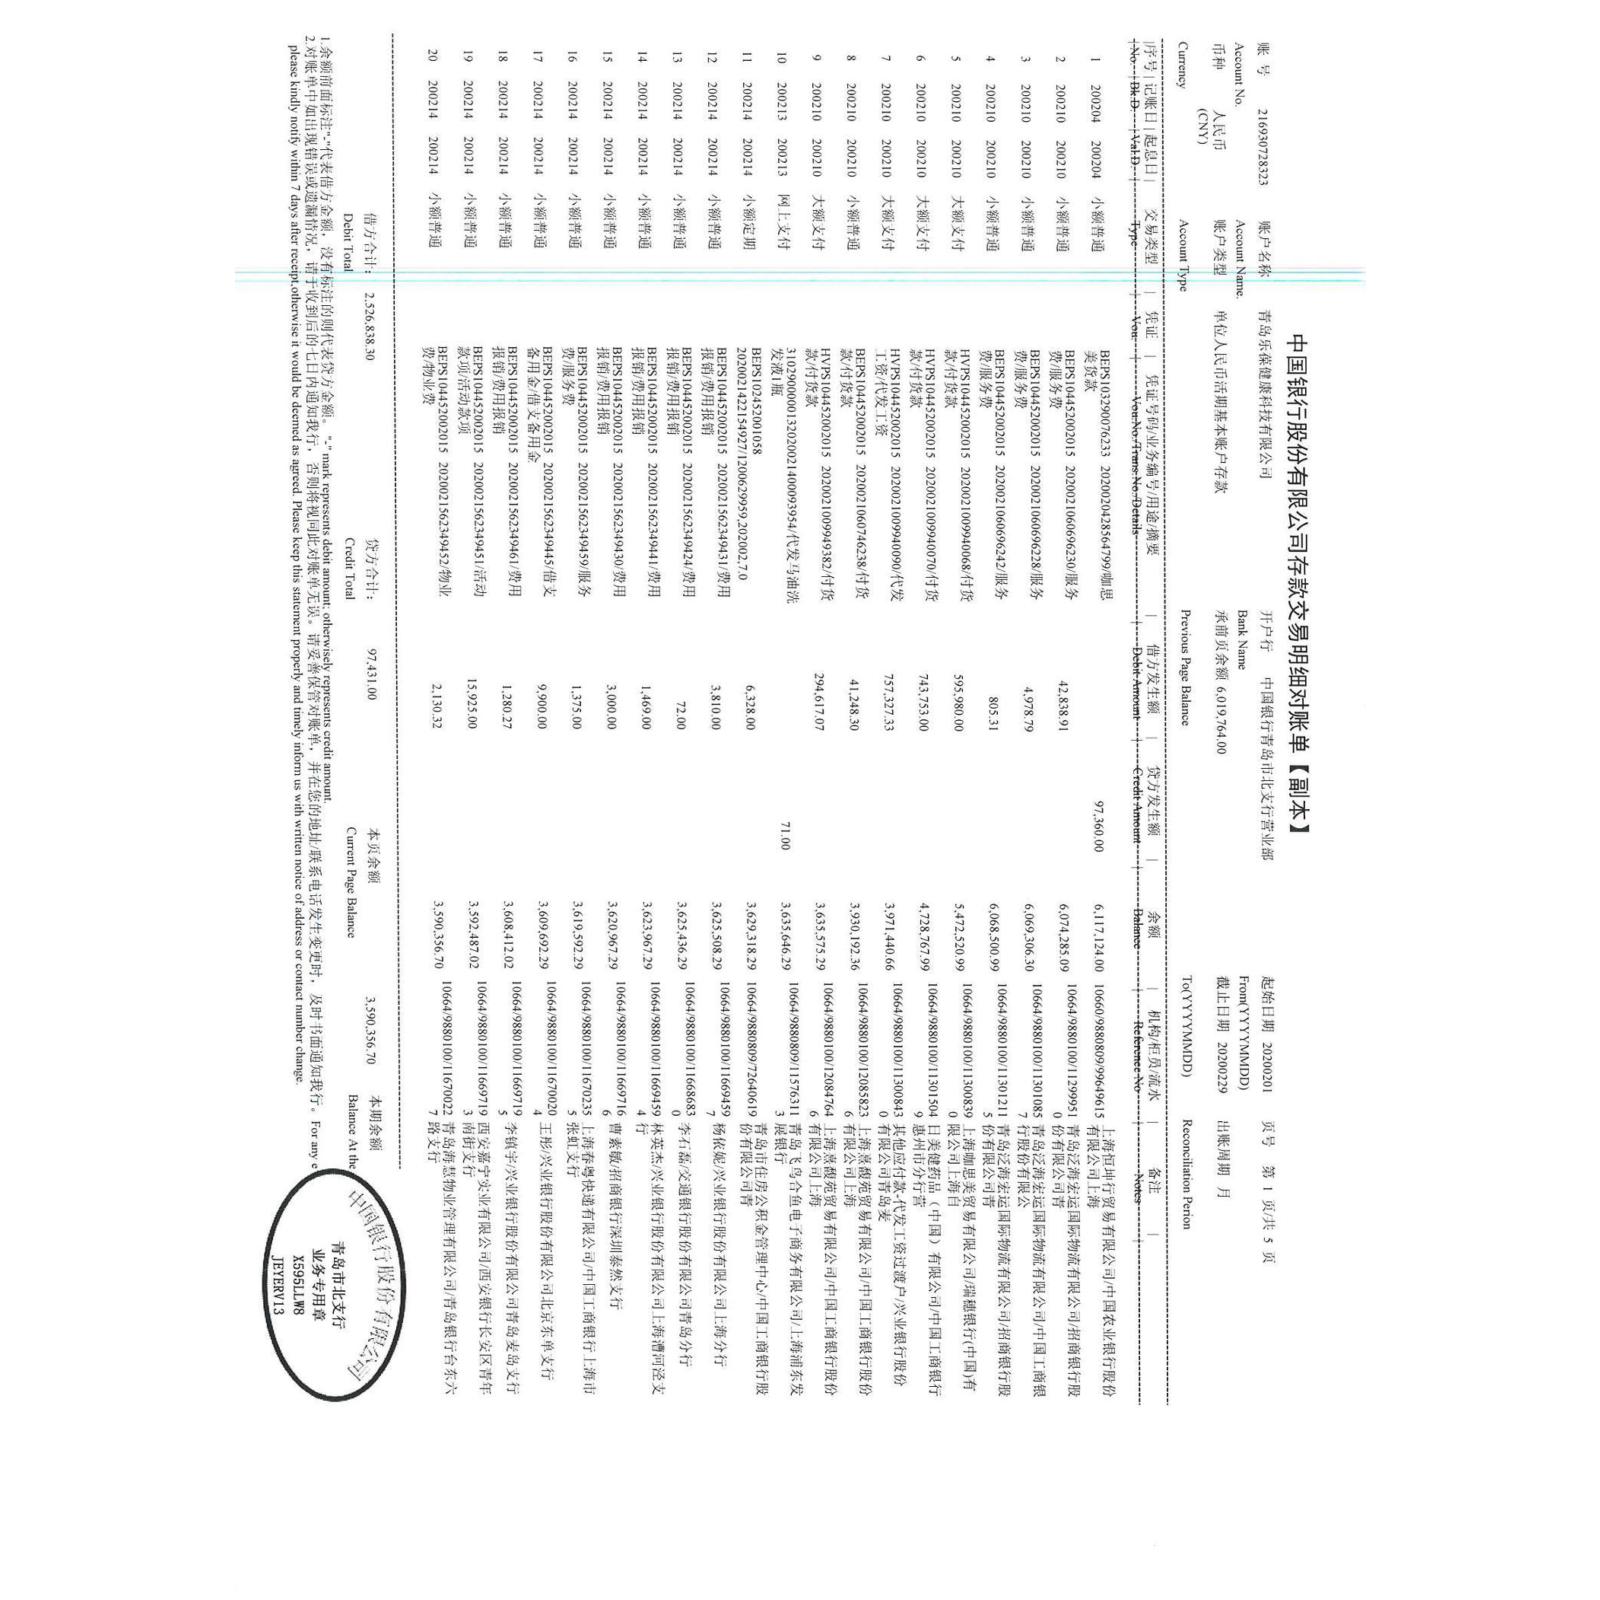 中国银行股份有限公司存款交易明细对账单【副本】
账 号 216930728323 账户名称 青岛乐葆健康科技有限公司 开户行 中国银行青岛市北支行营业部 起始日期 20200201 页号 第 1 页/共 5 页
Account No. Account Name. Bank Name From(YYYYMMDD)
币种 人民币 账户类型 单位人民币活期基本账户存款 承前页余额 6,019,764.00 截止日期 20200229 出账周期 月
(CNY)
Currency Account Type Previous Page Balance To(YYYYMMDD) Reconciliation Perion
|序号|记账日|起息日| 交易类型 | 凭证 | 凭证号码/业务编号/用途/摘要 | 借方发生额 | 贷方发生额 | 余额 | 机构/柜员/流水 | 备注 |
|No.|Bk.D.|Val.D.| Type | Vou. | Vou.No./Trans.No./Details | Debit Amount | Credit Amount | Balance | Reference No | Notes |
1 200204 200204 小额普通 BEPS103290076233 2020020428564799/咖思 97,360.00 6,117,124.00 1060/9880809/99649615 上海恒坤行贸易有限公司/中国农业银行股份
美货款 有限公司上海
2 200210 200210 小额普通 BEPS104452002015 2020021060696230/服务 42,838.91 6,074,285.09 10664/9880100/11299951 青岛泛海宏运国际物流有限公司/招商银行股
费/服务费 0 份有限公司青
3 200210 200210 小额普通 BEPS104452002015 2020021060696228/服务 4,978.79 6,069,306.30 10664/9880100/11301085 青岛泛海宏运国际物流有限公司/中国工商银
费/服务费 7 行股份有限公
4 200210 200210 小额普通 BEPS104452002015 2020021060696242/服务 805.31 6,068,500.99 10664/9880100/11301211 青岛泛海宏运国际物流有限公司/招商银行股
费/服务费 5 份有限公司青
5 200210 200210 大额支付 HVPS104452002015 2020021009940068/付货 595,980.00 5,472,520.99 10664/9880100/11300839 上海咖思美贸易有限公司/瑞穗银行(中国)有
款/付货款 0 限公司上海自
6 200210 200210 大额支付 HVPS104452002015 2020021009940070/付货 743,753.00 4,728,767.99 10664/9880100/11301504 日美健药品（中国）有限公司/中国工商银行
款/付货款 9 惠州市分行营
7 200210 200210 大额支付 HVPS104452002015 2020021009940090/代发 757,327.33 3,971,440.66 10664/9880100/11300843 其他应付款-代发工资过渡户/兴业银行股份
工资/代发工资 0 有限公司青岛麦
8 200210 200210 小额普通 BEPS104452002015 2020021060746238/付货 41,248.30 3,930,192.36 10664/9880100/12085823 上海熹馥苑贸易有限公司/中国工商银行股份
款/付货款 6 有限公司上海
9 200210 200210 大额支付 HVPS104452002015 2020021009949382/付货 294,617.07 3,635,575.29 10664/9880100/12084764 上海熹馥苑贸易有限公司/中国工商银行股份
款/付货款 6 有限公司上海
10 200213 200213 网上支付 310290000013202002140009395​4/代发马油洗 71.00 3,635,646.29 10664/9880809/11576311 青岛飞鸟合鱼电子商务有限公司/上海浦东发
发液1瓶 3 展银行
11 200214 200214 小额定期 BEPS102452001058 6,328.00 3,629,318.29 10664/9880809/72640619 青岛市住房公积金管理中心/中国工商银行股
2020021422154927/120062995​9,202002,7.0 份有限公司青
12 200214 200214 小额普通 BEPS104452002015 2020021562349431/费用 3,810.00 3,625,508.29 10664/9880100/11669459 杨依妮/兴业银行股份有限公司上海分行
报销/费用报销 7
13 200214 200214 小额普通 BEPS104452002015 2020021562349424/费用 72.00 3,625,436.29 10664/9880100/11668683 李石磊/交通银行股份有限公司青岛分行
报销/费用报销 0
14 200214 200214 小额普通 BEPS104452002015 2020021562349441/费用 1,469.00 3,623,967.29 10664/9880100/11669459 林英杰/兴业银行股份有限公司上海漕河泾支
报销/费用报销 4 行
15 200214 200214 小额普通 BEPS104452002015 2020021562349430/费用 3,000.00 3,620,967.29 10664/9880100/11669716 曹素敏/招商银行深圳泰然支行
报销/费用报销 6
16 200214 200214 小额普通 BEPS104452002015 2020021562349459/服务 1,375.00 3,619,592.29 10664/9880100/11670235 上海春粤快递有限公司/中国工商银行上海市
费/服务费 5 张虹支行
17 200214 200214 小额普通 BEPS104452002015 2020021562349445/借支 9,900.00 3,609,692.29 10664/9880100/11670020 王彤/兴业银行股份有限公司北京东单支行
备用金/借支备用金 4
18 200214 200214 小额普通 BEPS104452002015 2020021562349461/费用 1,280.27 3,608,412.02 10664/9880100/11669719 李镇宇/兴业银行股份有限公司青岛麦岛支行
报销/费用报销 5
19 200214 200214 小额普通 BEPS104452002015 2020021562349451/活动 15,925.00 3,592,487.02 10664/9880100/11669719 西安嘉宁实业有限公司/西安银行长安区青年
款项/活动款项 3 南街支行
20 200214 200214 小额普通 BEPS104452002015 2020021562349452/物业 2,130.32 3,590,356.70 10664/9880100/11670022 青岛海慧物业管理有限公司/青岛银行台东六
费/物业费 7 路支行
借方合计： 2,526,838.30 贷方合计： 97,431.00 本页余额 3,590,356.70 本期余额
Debit Total Credit Total Current Page Balance Balance At the
1.余额前面标注"-"代表借方金额，没有标注的则代表贷方金额。"-" mark represents debit amount; otherwisely represents credit amount.
2.对账单中如出现错误或遗漏情况，请于收到后的七日内通知我行，否则将视同此对账单无误。请妥善保管对账单，并在您的地址/联系电话发生变更时，及时书面通知我行。For any e
please kindly notify within 7 days after receipt,otherwise it would be deemed as agreed. Please keep this statement properly and timely inform us with written notice of address or contact number change.
中国银行股份有限公司
青岛市北支行
业务专用章
X595LLW8
JEYERV13